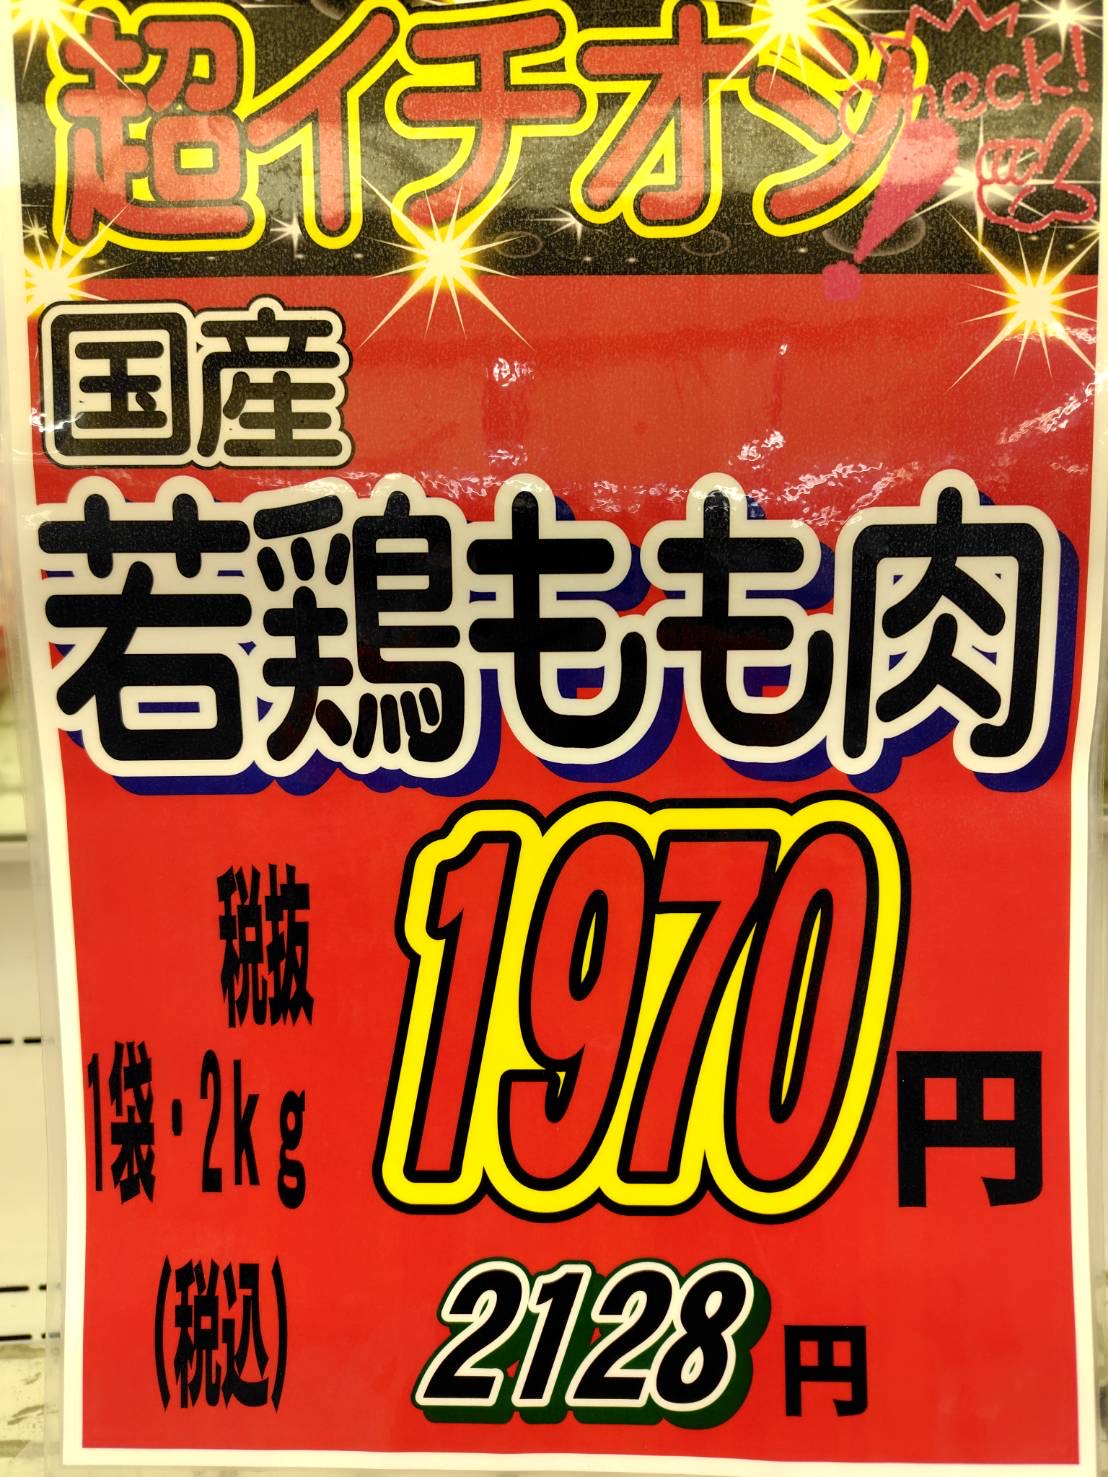 超イチオシ
check!
国産
若鶏もも肉
税抜
1袋・2kg
1970円
(税込)
2128円